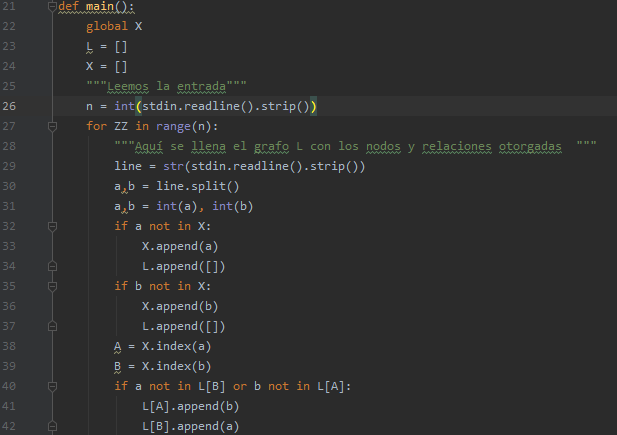 21 def main():
22 global X
23 L = []
24 X = []
25 """Leemos la entrada"""
26 n = int(stdin.readline().strip())
27 for ZZ in range(n):
28 """Aquí se llena el grafo L con los nodos y relaciones otorgadas """
29 line = str(stdin.readline().strip())
30 a,b = line.split()
31 a,b = int(a), int(b)
32 if a not in X:
33 X.append(a)
34 L.append([])
35 if b not in X:
36 X.append(b)
37 L.append([])
38 A = X.index(a)
39 B = X.index(b)
40 if a not in L[B] or b not in L[A]:
41 L[A].append(b)
42 L[B].append(a)